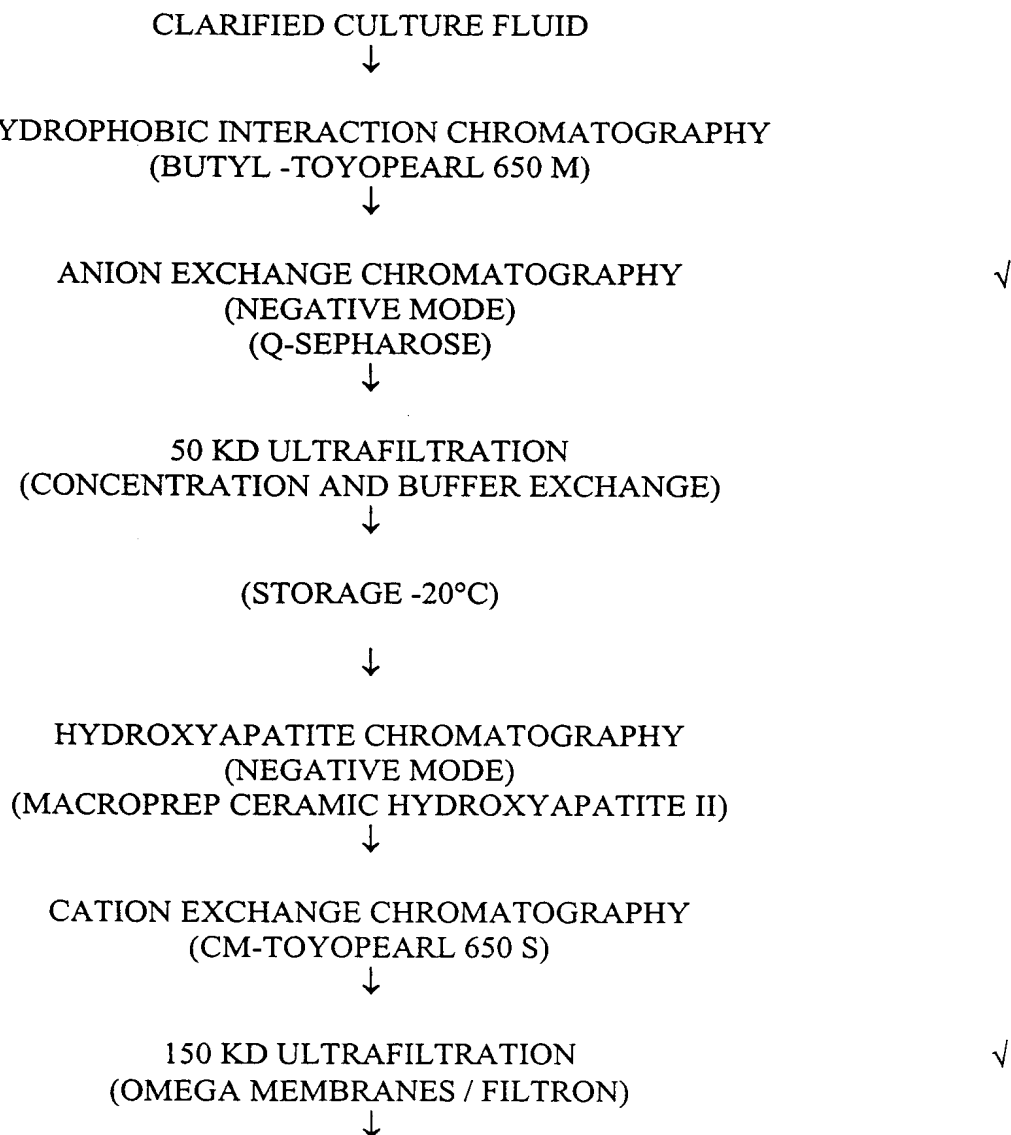 CLARIFIED CULTURE FLUID
↓
YDROPHOBIC INTERACTION CHROMATOGRAPHY
(BUTYL -TOYOPEARL 650 M)
↓
ANION EXCHANGE CHROMATOGRAPHY √
(NEGATIVE MODE)
(Q-SEPHAROSE)
↓
50 KD ULTRAFILTRATION
(CONCENTRATION AND BUFFER EXCHANGE)
↓
(STORAGE -20°C)
↓
HYDROXYAPATITE CHROMATOGRAPHY
(NEGATIVE MODE)
(MACROPREP CERAMIC HYDROXYAPATITE II)
↓
CATION EXCHANGE CHROMATOGRAPHY
(CM-TOYOPEARL 650 S)
↓
150 KD ULTRAFILTRATION √
(OMEGA MEMBRANES / FILTRON)
↓